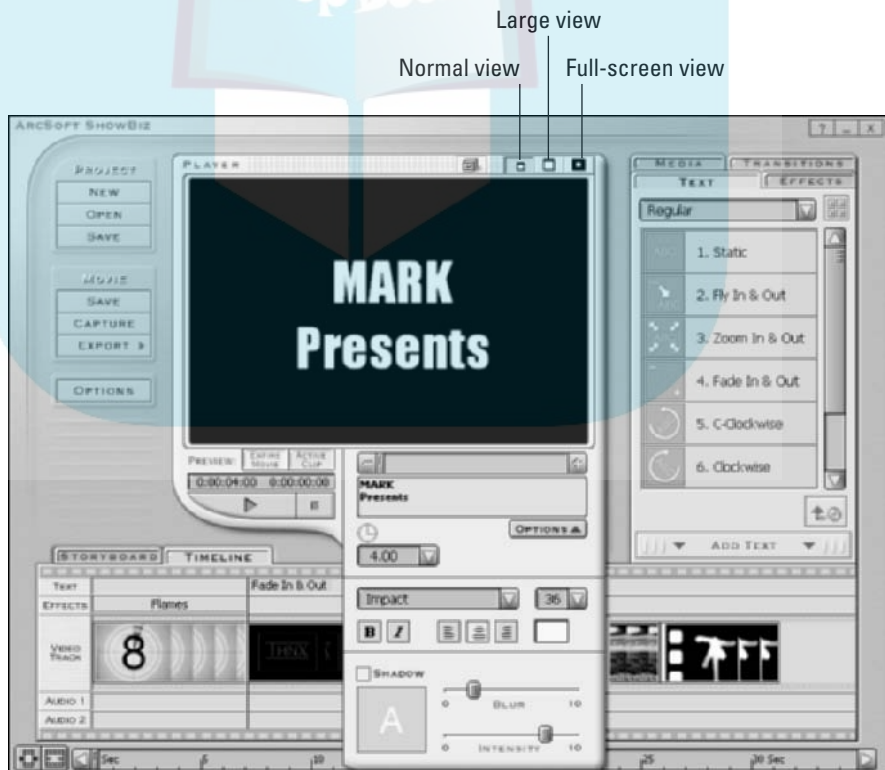 Large view
Normal view
Full-screen view
ArcSoft ShowBiz
? _ X
PROJECT
NEW
OPEN
SAVE
MOVIE
SAVE
CAPTURE
EXPORT
OPTIONS
PLAYER
MARK
Presents
PREVIEW:
ENTIRE MOVIE
ACTIVE CLIP
0:00:04:00 0:00:00:00
MEDIA
TRANSITIONS
TEXT
EFFECTS
Regular
1. Static
2. Fly In & Out
3. Zoom In & Out
4. Fade In & Out
5. C-Clockwise
6. Clockwise
ADD TEXT
MARK
Presents
OPTIONS
4.00
Impact
36
B I
SHADOW
A
0 BLUR 10
0 INTENSITY 10
STORYBOARD
TIMELINE
TEXT
Fade In & Out
EFFECTS
Flames
VIDEO TRACK
8
THNX
AUDIO 1
AUDIO 2
Sec 5 10 25 30 Sec